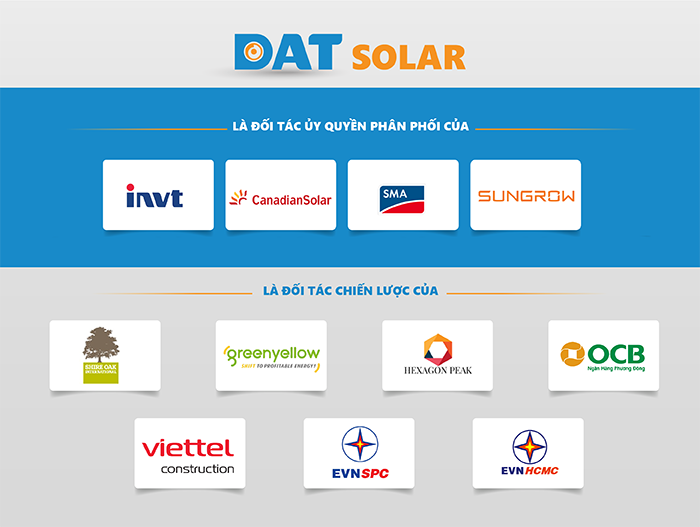 DAT SOLAR
LÀ ĐỐI TÁC ỦY QUYỀN PHÂN PHỐI CỦA
invt
CanadianSolar
SMA
SUNGROW
LÀ ĐỐI TÁC CHIẾN LƯỢC CỦA
SHIRE OAK
INTERNATIONAL
greenyellow
SHIFT TO PROFITABLE ENERGY!
HEXAGON PEAK
OCB
Ngân Hàng Phương Đông
viettel
construction
EVNSPC
EVNHCMC